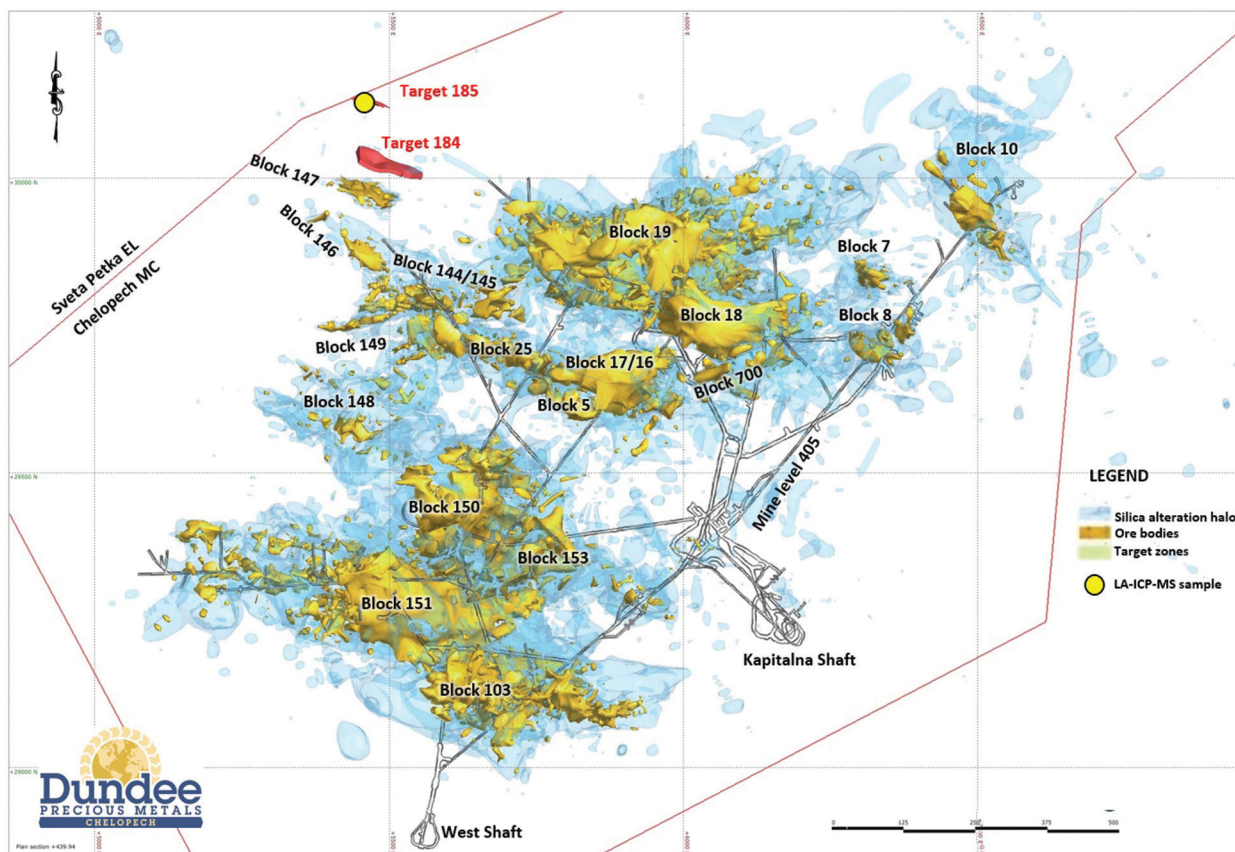 +5000 E
+5500 E
+6000 E
+6500 E
Target 185
Target 184
Block 10
Block 147
+30000 N
Block 19
Block 146
Block 7
Block 144/145
Sveta Petka EL
Chelopech MC
Block 18
Block 8
Block 149
Block 25
Block 17/16
Block 700
Block 5
Block 148
+29500 N
LEGEND
Mine level 405
Block 150
Silica alteration halo
Ore bodies
Target zones
Block 153
LA-ICP-MS sample
Block 151
Kapitalna Shaft
Block 103
+29000 N
Dundee
PRECIOUS METALS
CHELOPECH
West Shaft
0 125 250 375 500
Plan section +439.94